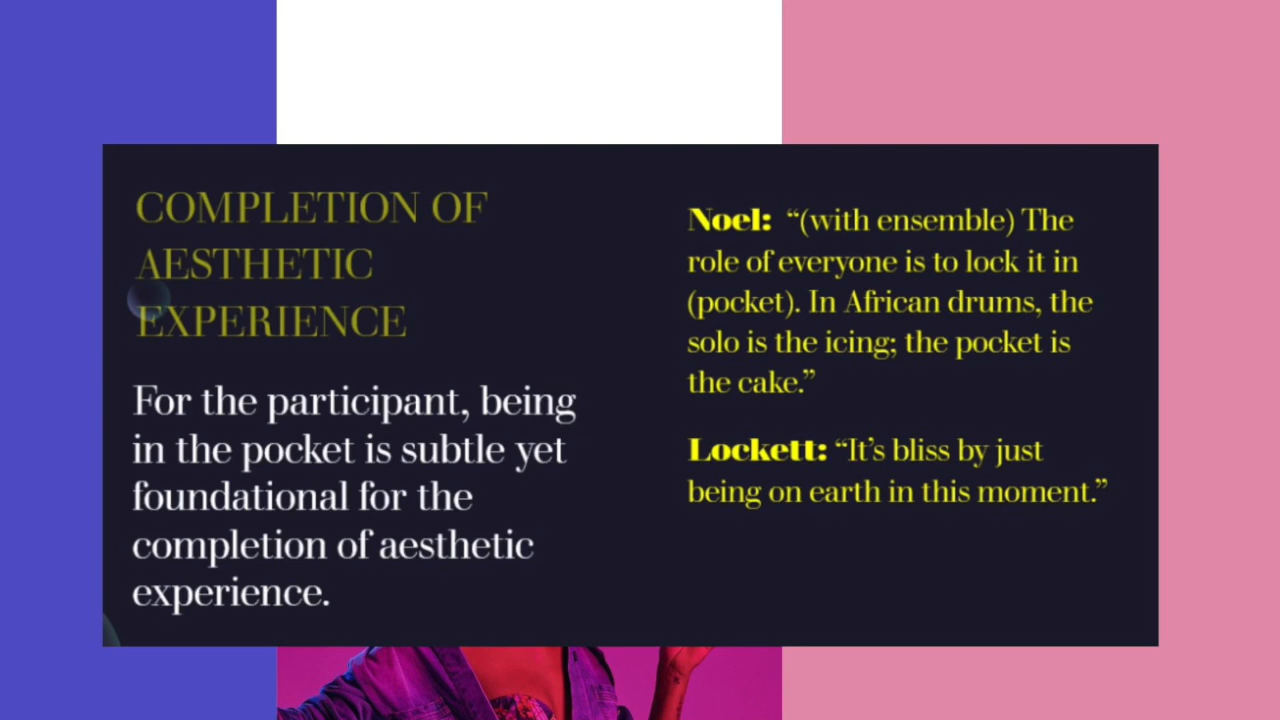 COMPLETION OF
AESTHETIC
EXPERIENCE
For the participant, being
in the pocket is subtle yet
foundational for the
completion of aesthetic
experience.
Noel: “(with ensemble) The
role of everyone is to lock it in
(pocket). In African drums, the
solo is the icing; the pocket is
the cake.”
Lockett: “It’s bliss by just
being on earth in this moment.”